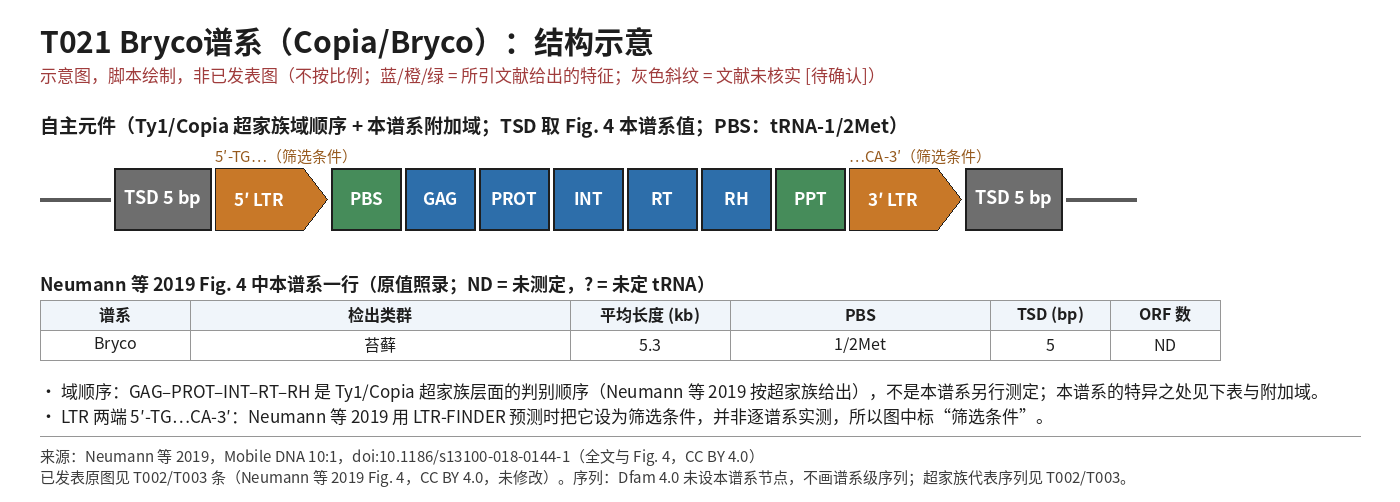 T021 Bryco谱系（Copia/Bryco）：结构示意
示意图，脚本绘制，非已发表图（不按比例；蓝/橙/绿 = 所引文献给出的特征；灰色斜纹 = 文献未核实 [待确认]）
自主元件（Ty1/Copia 超家族域顺序 + 本谱系附加域；TSD 取 Fig. 4 本谱系值；PBS：tRNA-1/2Met）
5′-TG…（筛选条件） …CA-3′（筛选条件）
TSD 5 bp 5′ LTR PBS GAG PROT INT RT RH PPT 3′ LTR TSD 5 bp
Neumann 等 2019 Fig. 4 中本谱系一行（原值照录；ND = 未测定，? = 未定 tRNA）
谱系 检出类群 平均长度 (kb) PBS TSD (bp) ORF 数
Bryco 苔藓 5.3 1/2Met 5 ND
・ 域顺序：GAG–PROT–INT–RT–RH 是 Ty1/Copia 超家族层面的判别顺序（Neumann 等 2019 按超家族给出），不是本谱系另行测定；本谱系的特异之处见下表与附加域。
・ LTR 两端 5′-TG…CA-3′：Neumann 等 2019 用 LTR-FINDER 预测时把它设为筛选条件，并非逐谱系实测，所以图中标“筛选条件”。
来源：Neumann 等 2019，Mobile DNA 10:1，doi:10.1186/s13100-018-0144-1（全文与 Fig. 4，CC BY 4.0）
已发表原图见 T002/T003 条（Neumann 等 2019 Fig. 4，CC BY 4.0，未修改）。序列：Dfam 4.0 未设本谱系节点，不画谱系级序列；超家族代表序列见 T002/T003。